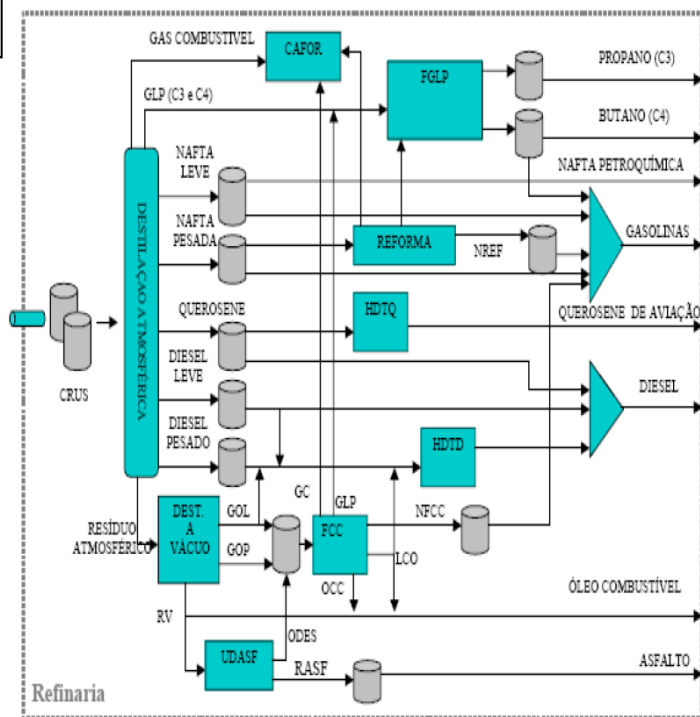 GAS COMBUSTIVEL
CAFOR
FGLP
PROPANO (C3)
GLP (C3 e C4)
BUTANO (C4)
NAFTA
LEVE
NAFTA PETROQUÍMICA
DESTILAÇAO ATMOSFÉRICA
NAFTA
PESADA
REFORMA
NREF
GASOLINAS
QUEROSENE
HDTQ
QUEROSENE DE AVIAÇÃO
CRUS
DIESEL
LEVE
DIESEL
DIESEL
PESADO
HDTD
RESÍDUO
ATMOSFÉRICO
DEST.
A
VÁCUO
GOL
GOP
GC
GLP
FCC
NFCC
LCO
OCC
ÓLEO COMBUSTÍVEL
RV
UDASF
ODES
RASF
ASFALTO
Refinaria